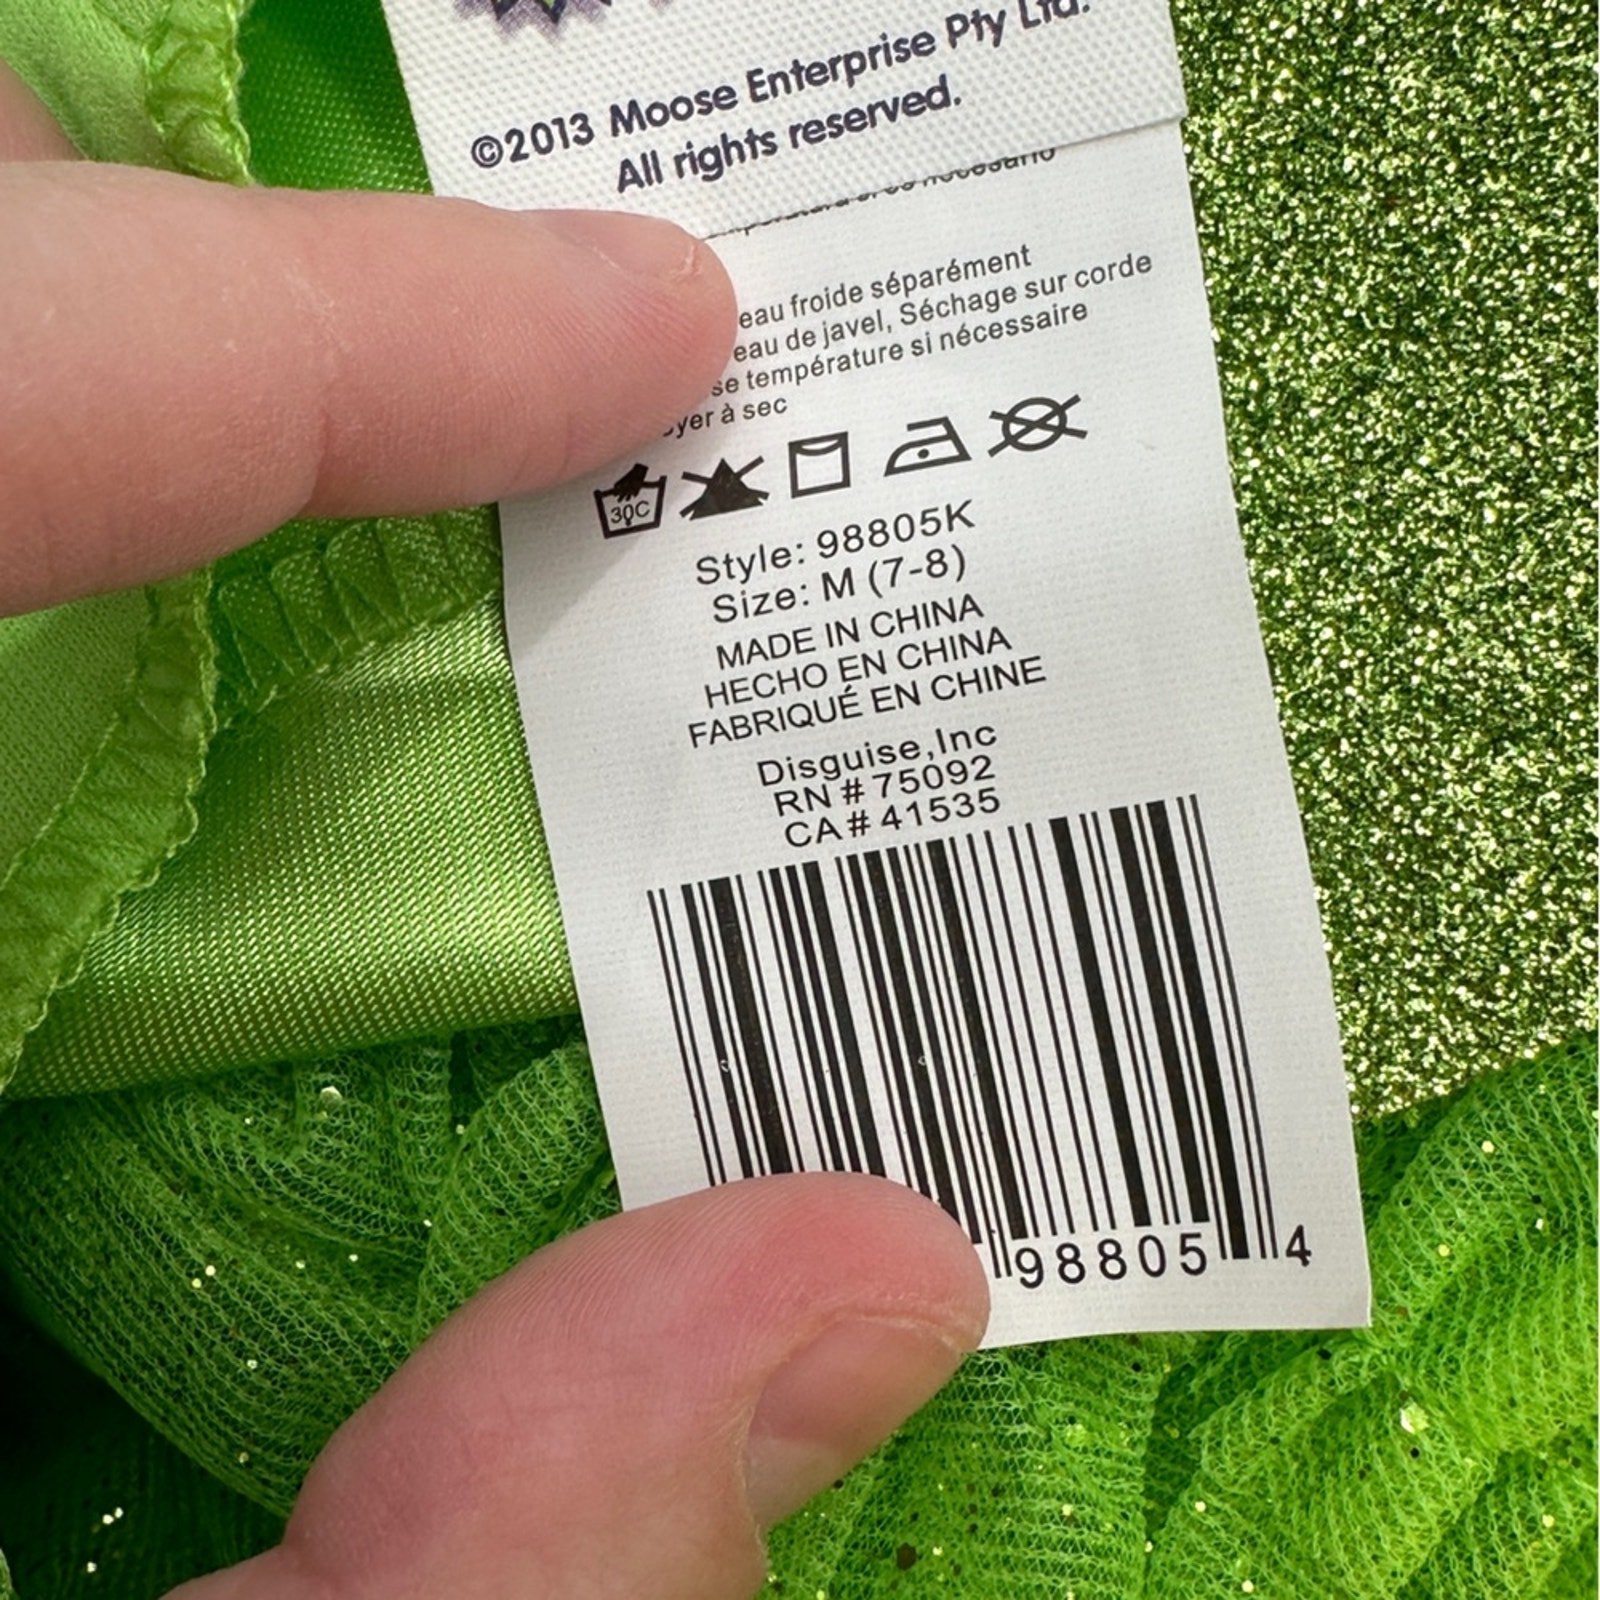 ©2013 Moose Enterprise Pty Ltd.
All rights reserved.
necesario
eau froide séparément
eau de javel, Séchage sur corde
se température si nécessaire
yer à sec
30C
Style: 98805K
Size: M (7-8)
MADE IN CHINA
HECHO EN CHINA
FABRIQUÉ EN CHINE
Disguise,Inc
RN # 75092
CA # 41535
98805 4